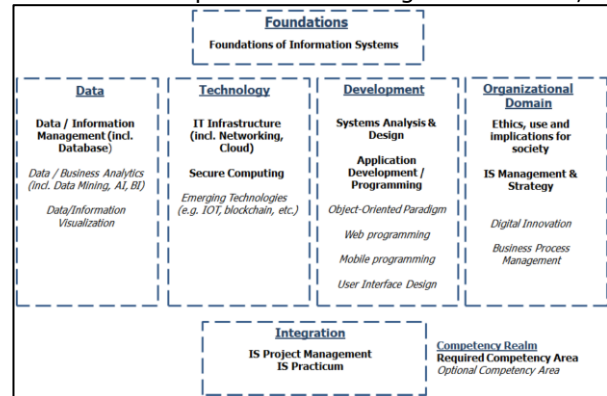 Foundations
Foundations of Information Systems
Data
Data / Information
Management (incl.
Database)
Data / Business Analytics
(incl. Data Mining, AI, BI)
Data/Information
Visualization
Technology
IT Infrastructure
(incl. Networking,
Cloud)
Secure Computing
Emerging Technologies
(e.g. IOT, blockchain, etc.)
Development
Systems Analysis &
Design
Application
Development /
Programming
Object-Oriented Paradigm
Web programming
Mobile programming
User Interface Design
Organizational
Domain
Ethics, use and
implications for
society
IS Management &
Strategy
Digital Innovation
Business Process
Management
Integration
IS Project Management
IS Practicum
Competency Realm
Required Competency Area
Optional Competency Area